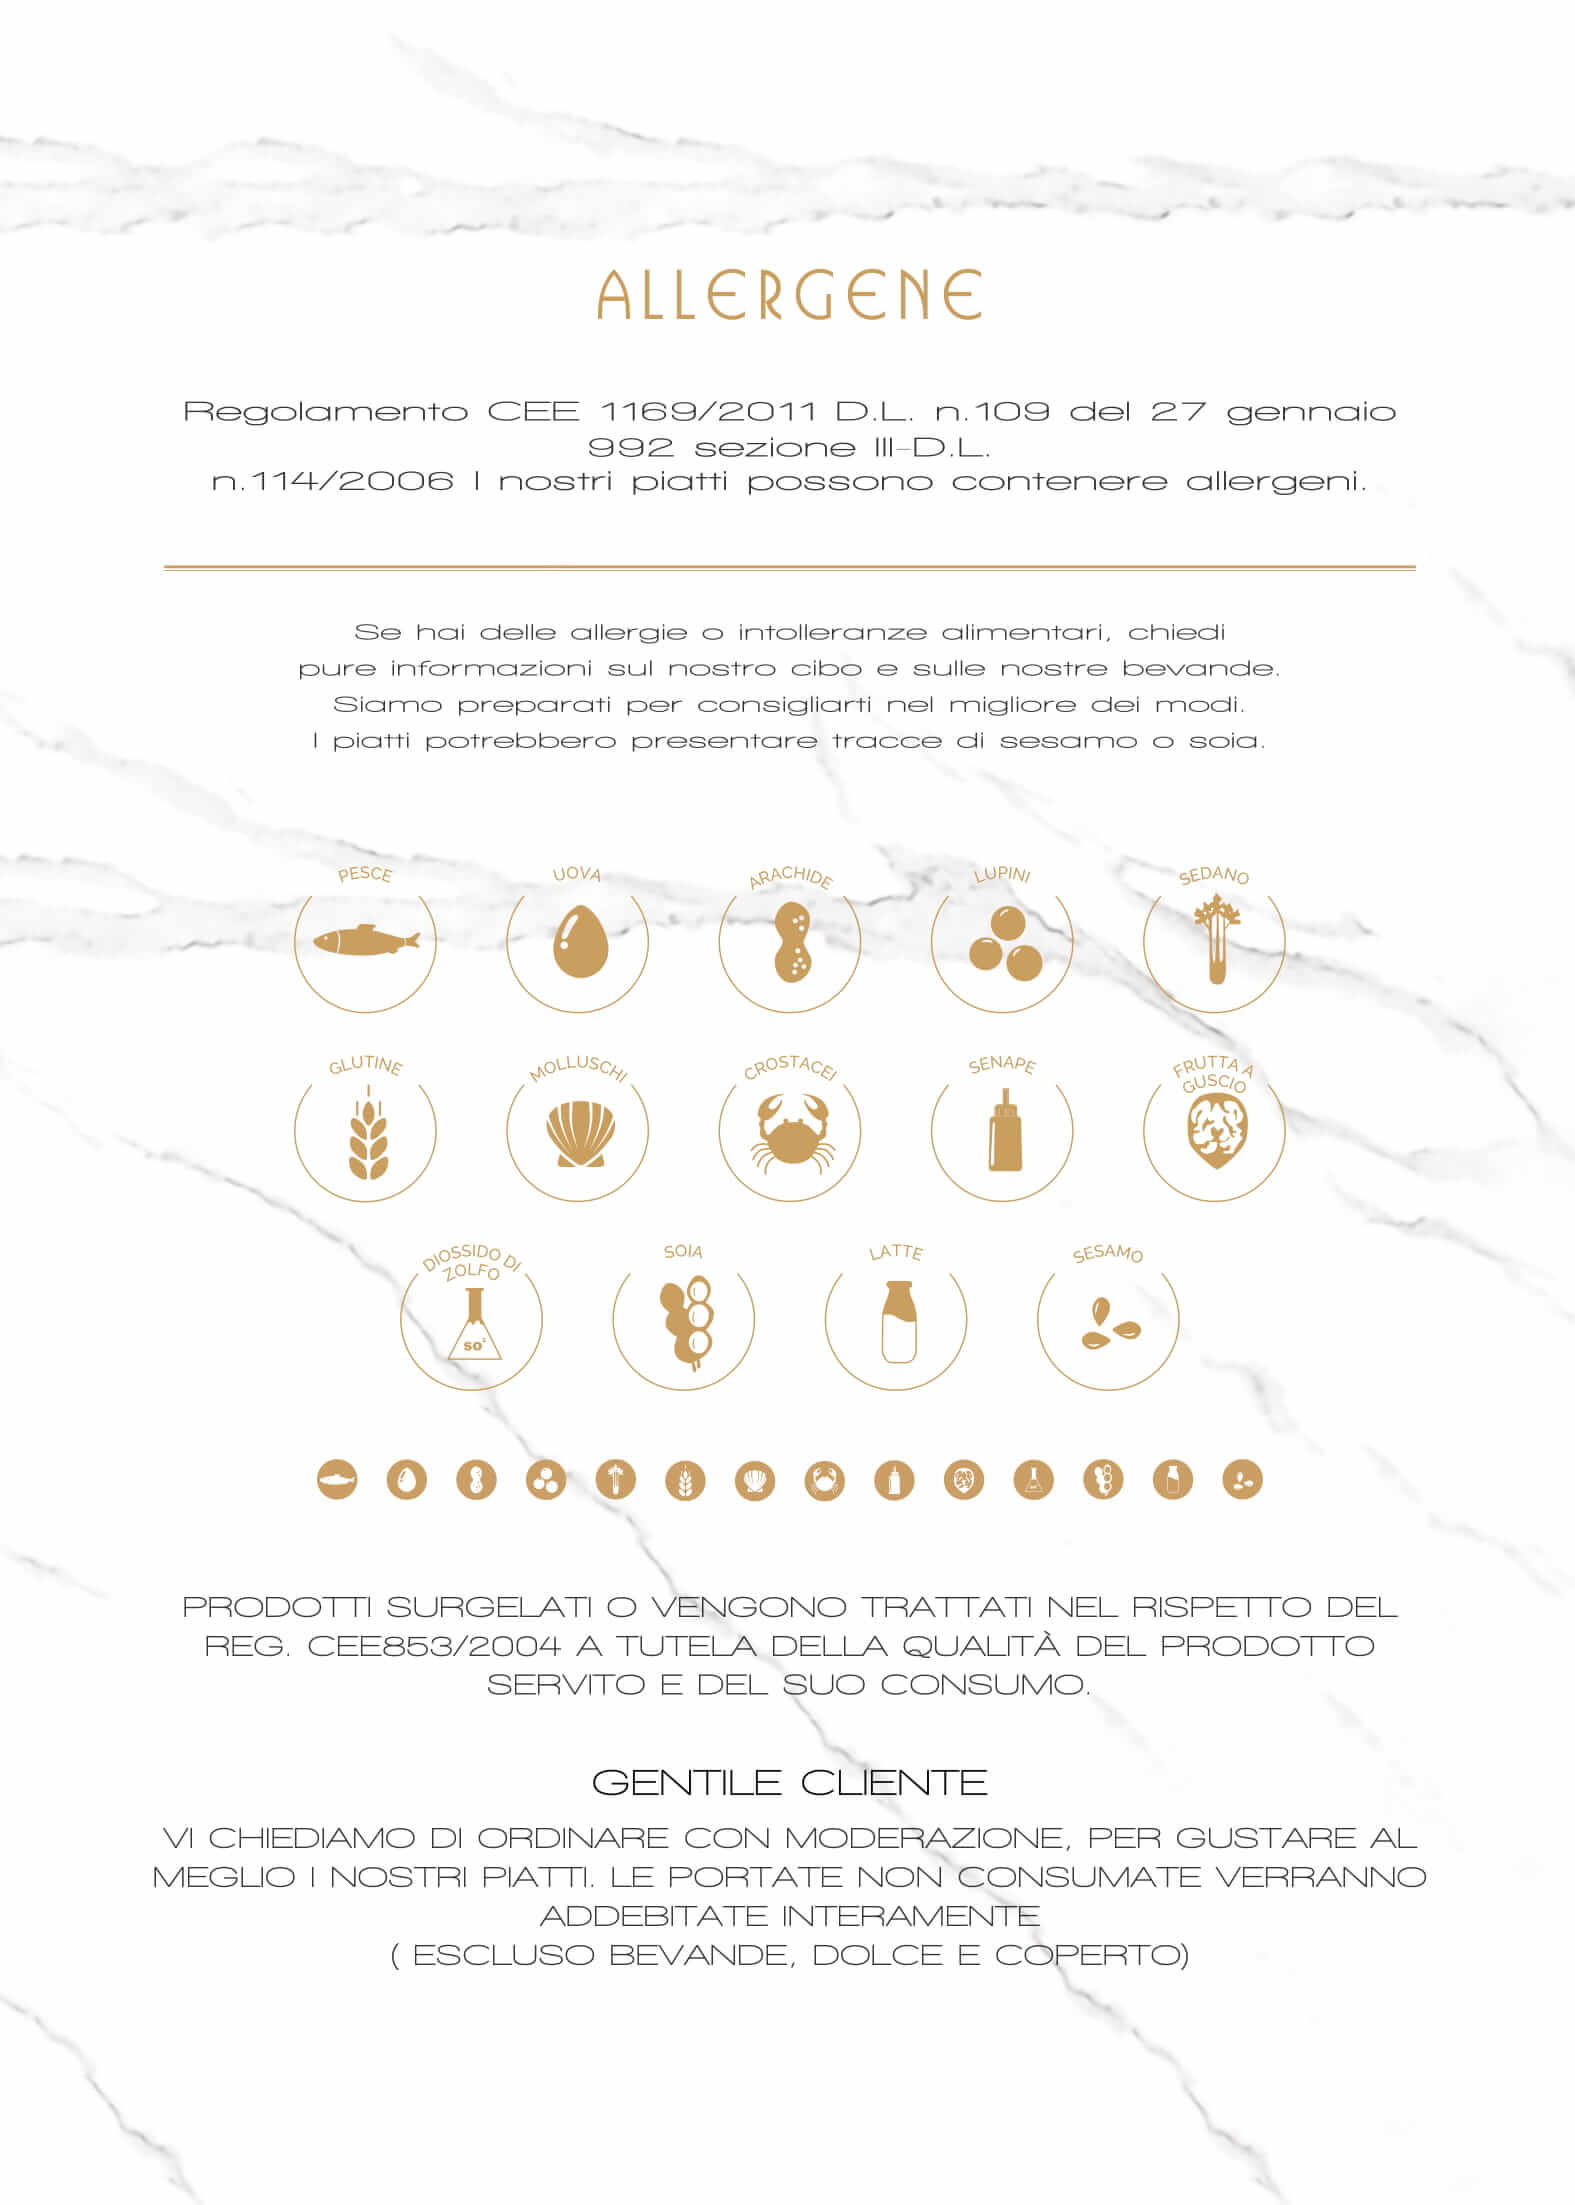 ALLERGENE
Regolamento CEE 1169/2011 D.L. n.109 del 27 gennaio
992 sezione III-D.L.
n.114/2006 I nostri piatti possono contenere allergeni.
Se hai delle allergie o intolleranze alimentari, chiedi
pure informazioni sul nostro cibo e sulle nostre bevande.
Siamo preparati per consigliarti nel migliore dei modi.
I piatti potrebbero presentare tracce di sesamo o soia.
PESCE
UOVA
ARACHIDE
LUPINI
SEDANO
GLUTINE
MOLLUSCHI
CROSTACEI
SENAPE
FRUTTA A
GUSCIO
DIOSSIDO DI
ZOLFO
so²
SOIA
LATTE
SESAMO
PRODOTTI SURGELATI O VENGONO TRATTATI NEL RISPETTO DEL
REG. CEE853/2004 A TUTELA DELLA QUALITÀ DEL PRODOTTO
SERVITO E DEL SUO CONSUMO.
GENTILE CLIENTE
VI CHIEDIAMO DI ORDINARE CON MODERAZIONE, PER GUSTARE AL
MEGLIO I NOSTRI PIATTI. LE PORTATE NON CONSUMATE VERRANNO
ADDEBITATE INTERAMENTE
( ESCLUSO BEVANDE, DOLCE E COPERTO)